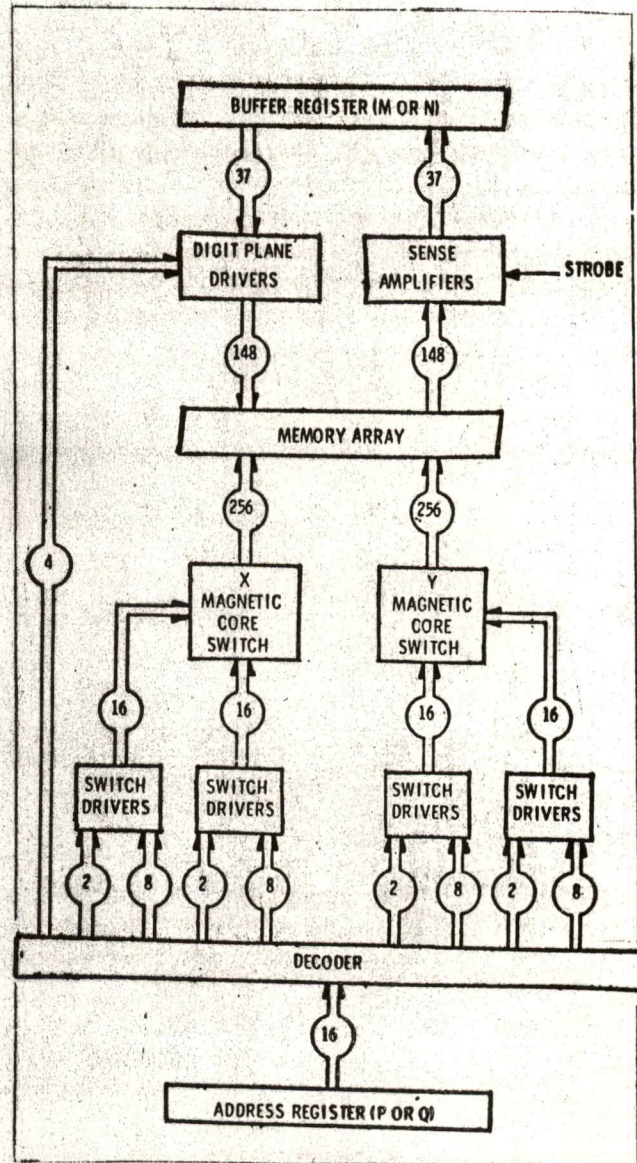 BUFFER REGISTER (M OR N)
37
37
DIGIT PLANE
DRIVERS
SENSE
AMPLIFIERS
STROBE
148
148
MEMORY ARRAY
256
256
4
X
MAGNETIC
CORE
SWITCH
Y
MAGNETIC
CORE
SWITCH
16
16
16
16
SWITCH
DRIVERS
SWITCH
DRIVERS
SWITCH
DRIVERS
SWITCH
DRIVERS
2
8
2
8
2
8
2
8
DECODER
16
ADDRESS REGISTER (P OR Q)